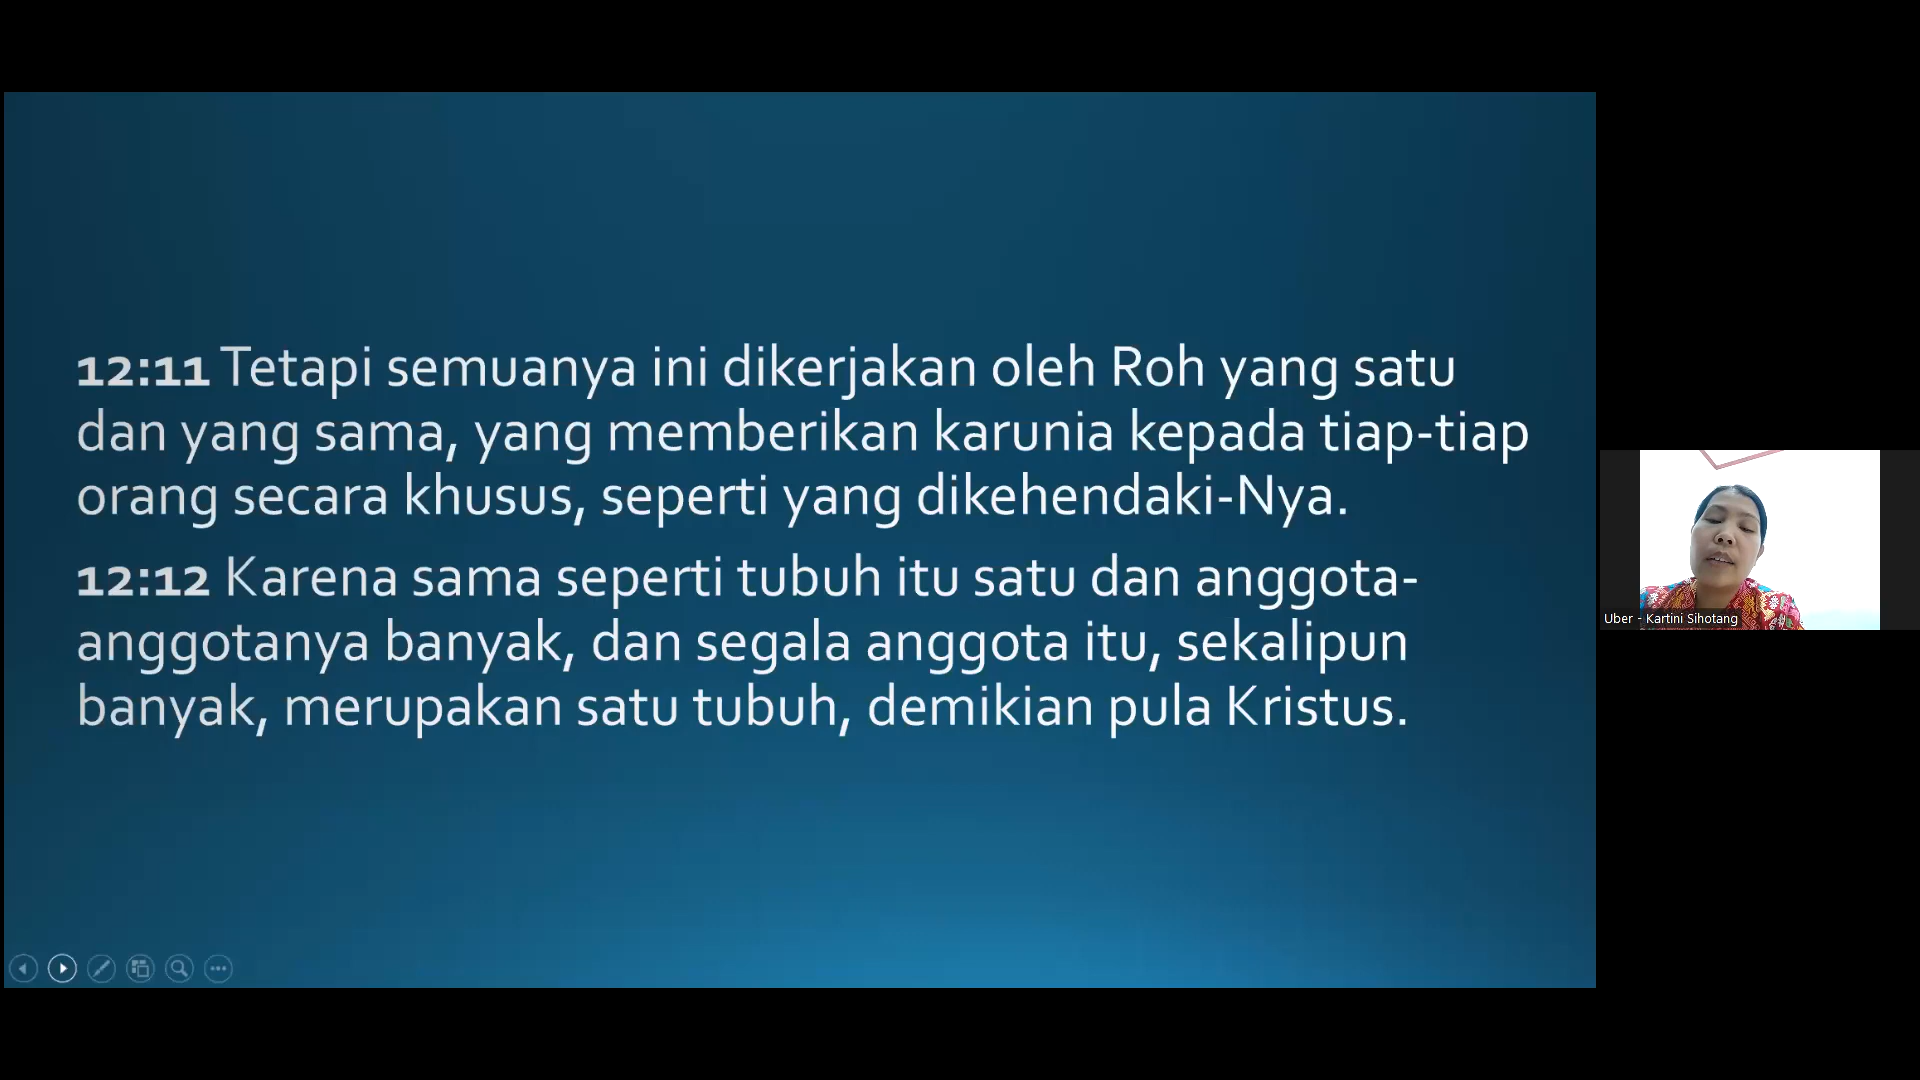 12:11 Tetapi semuanya ini dikerjakan oleh Roh yang satu
dan yang sama, yang memberikan karunia kepada tiap-tiap
orang secara khusus, seperti yang dikehendaki-Nya.
12:12 Karena sama seperti tubuh itu satu dan anggota-
anggotanya banyak, dan segala anggota itu, sekalipun
banyak, merupakan satu tubuh, demikian pula Kristus.
Uber - Kartini Sihotang